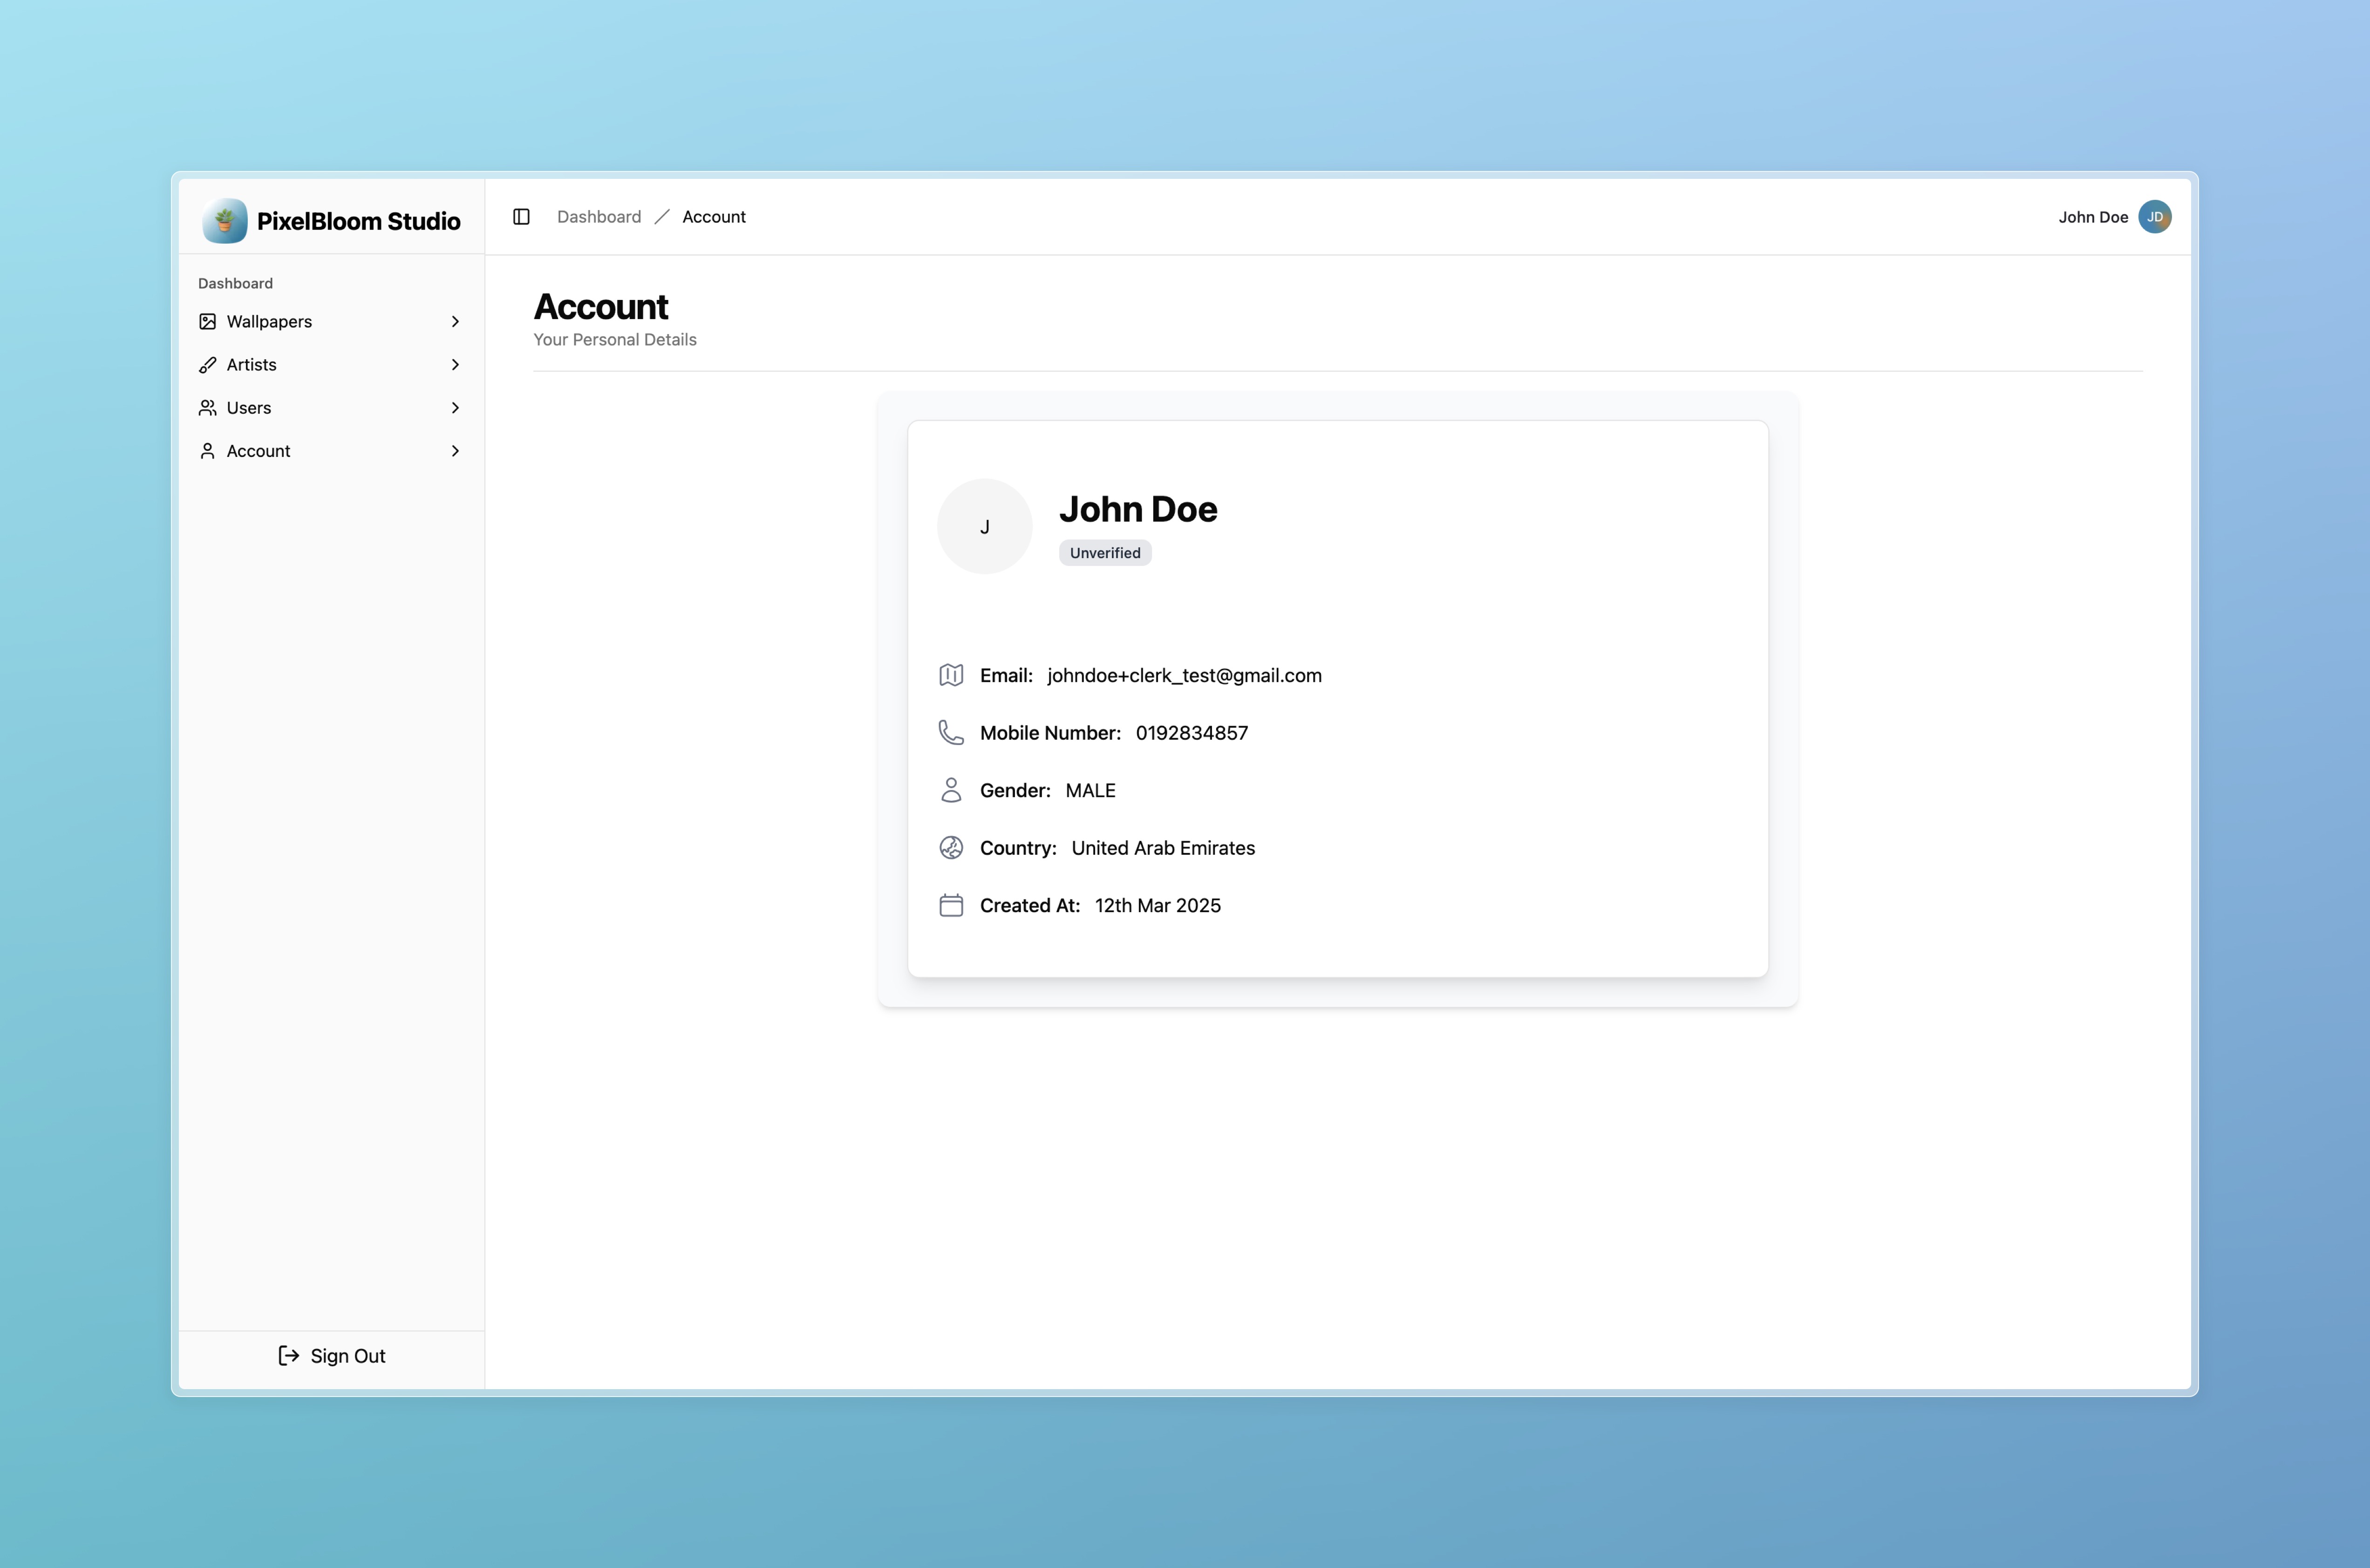 PixelBloom Studio
Dashboard
Wallpapers
Artists
Users
Account
Sign Out
Dashboard / Account
John Doe JD
Account
Your Personal Details
J
John Doe
Unverified
Email: johndoe+clerk_test@gmail.com
Mobile Number: 0192834857
Gender: MALE
Country: United Arab Emirates
Created At: 12th Mar 2025